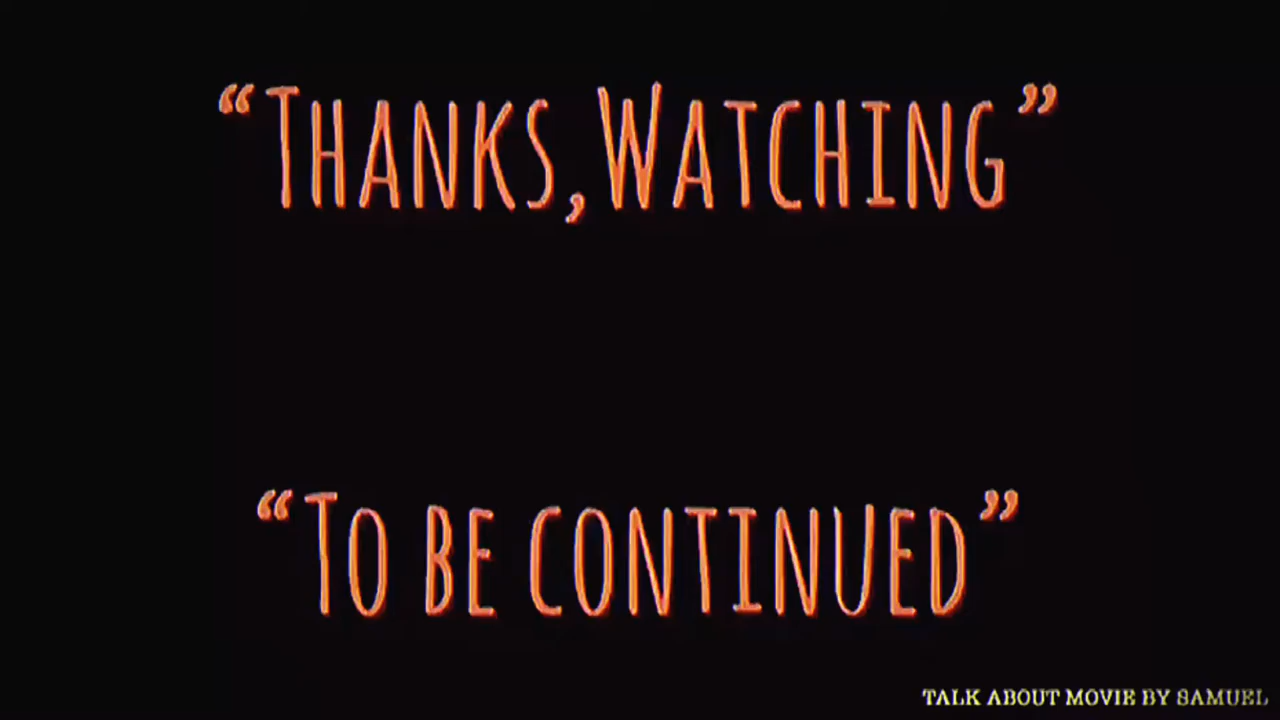 “Thanks,Watching”
“To be continued”
TALK ABOUT MOVIE BY SAMUEL